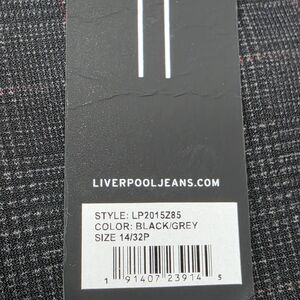 LIVERPOOLJEANS.COM
STYLE: LP2015Z85
COLOR: BLACK/GREY
SIZE 14/32P
1 91407 23914 5